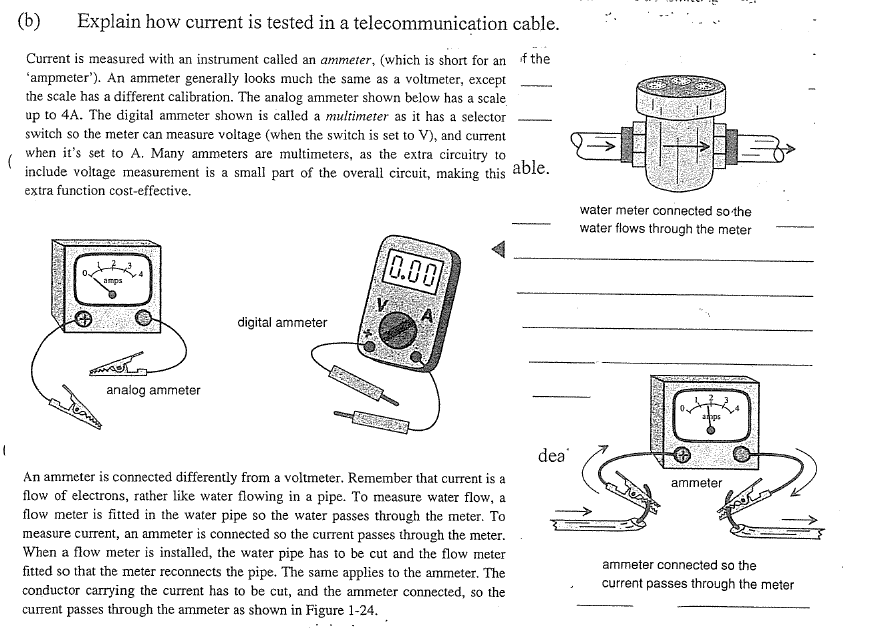 (b) Explain how current is tested in a telecommunication cable.
Current is measured with an instrument called an ammeter, (which is short for an
'ampmeter'). An ammeter generally looks much the same as a voltmeter, except
the scale has a different calibration. The analog ammeter shown below has a scale
up to 4A. The digital ammeter shown is called a multimeter as it has a selector
switch so the meter can measure voltage (when the switch is set to V), and current
when it's set to A. Many ammeters are multimeters, as the extra circuitry to
include voltage measurement is a small part of the overall circuit, making this
extra function cost-effective.
f the
able.
water meter connected so the
water flows through the meter
0 1 2 3 4
amps
analog ammeter
digital ammeter
0.00
V A
+
An ammeter is connected differently from a voltmeter. Remember that current is a
flow of electrons, rather like water flowing in a pipe. To measure water flow, a
flow meter is fitted in the water pipe so the water passes through the meter. To
measure current, an ammeter is connected so the current passes through the meter.
When a flow meter is installed, the water pipe has to be cut and the flow meter
fitted so that the meter reconnects the pipe. The same applies to the ammeter. The
conductor carrying the current has to be cut, and the ammeter connected, so the
current passes through the ammeter as shown in Figure 1-24.
dea
0 1 2 3 4
amps
ammeter
ammeter connected so the
current passes through the meter